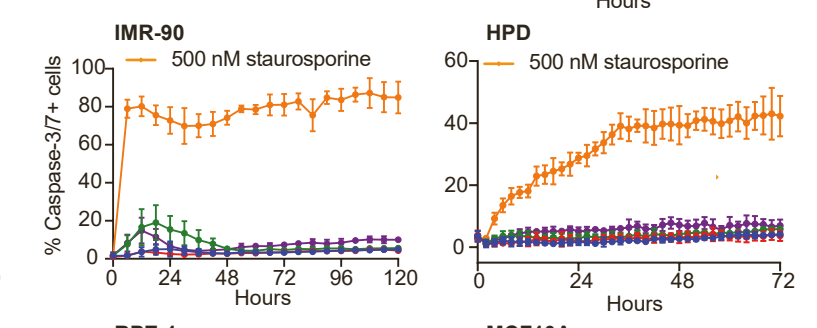 Hours
IMR-90
500 nM staurosporine
% Caspase-3/7+ cells
100
80
60
40
20
0
0 24 48 72 96 120
Hours
HPD
500 nM staurosporine
60
40
20
0
0 24 48 72
Hours